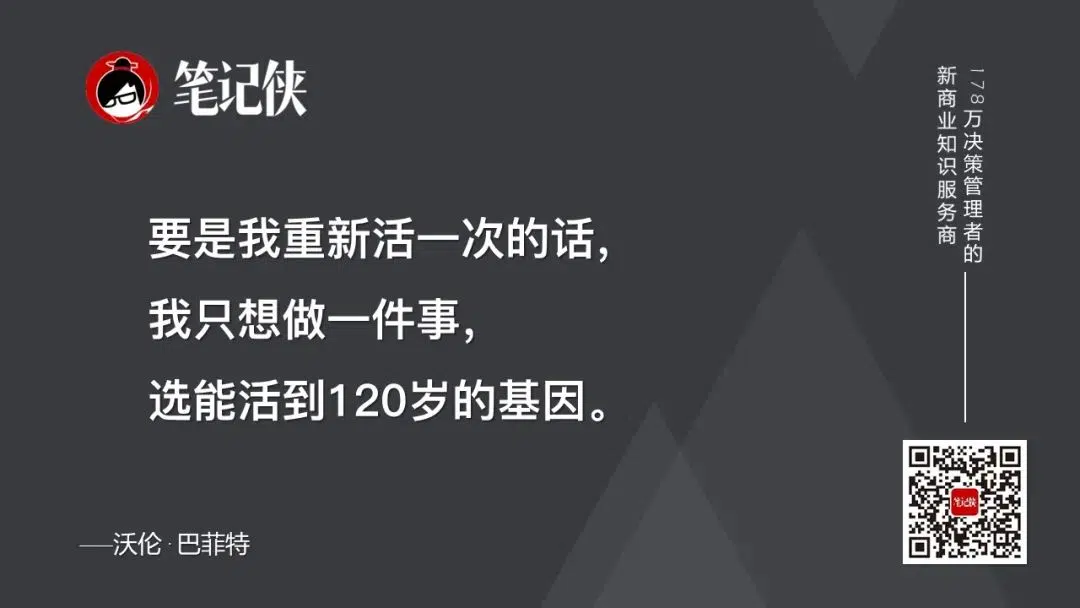 笔记侠
178万决策管理者的
新商业知识服务商
要是我重新活一次的话，
我只想做一件事，
选能活到120岁的基因。
——沃伦·巴菲特
笔记侠